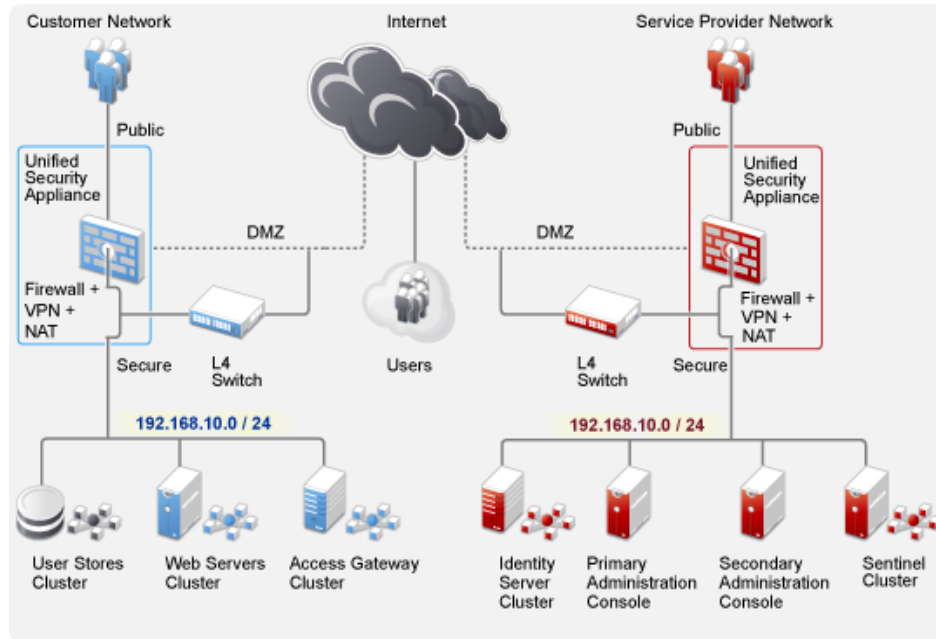 Customer Network
Internet
Service Provider Network
Public
Public
Unified
Security
Appliance
Unified
Security
Appliance
DMZ
DMZ
Firewall +
VPN +
NAT
Firewall +
VPN +
NAT
L4
Switch
Users
L4
Switch
Secure
Secure
192.168.10.0 / 24
192.168.10.0 / 24
User Stores
Cluster
Web Servers
Cluster
Access Gateway
Cluster
Identity
Server
Cluster
Primary
Administration
Console
Secondary
Administration
Console
Sentinel
Cluster